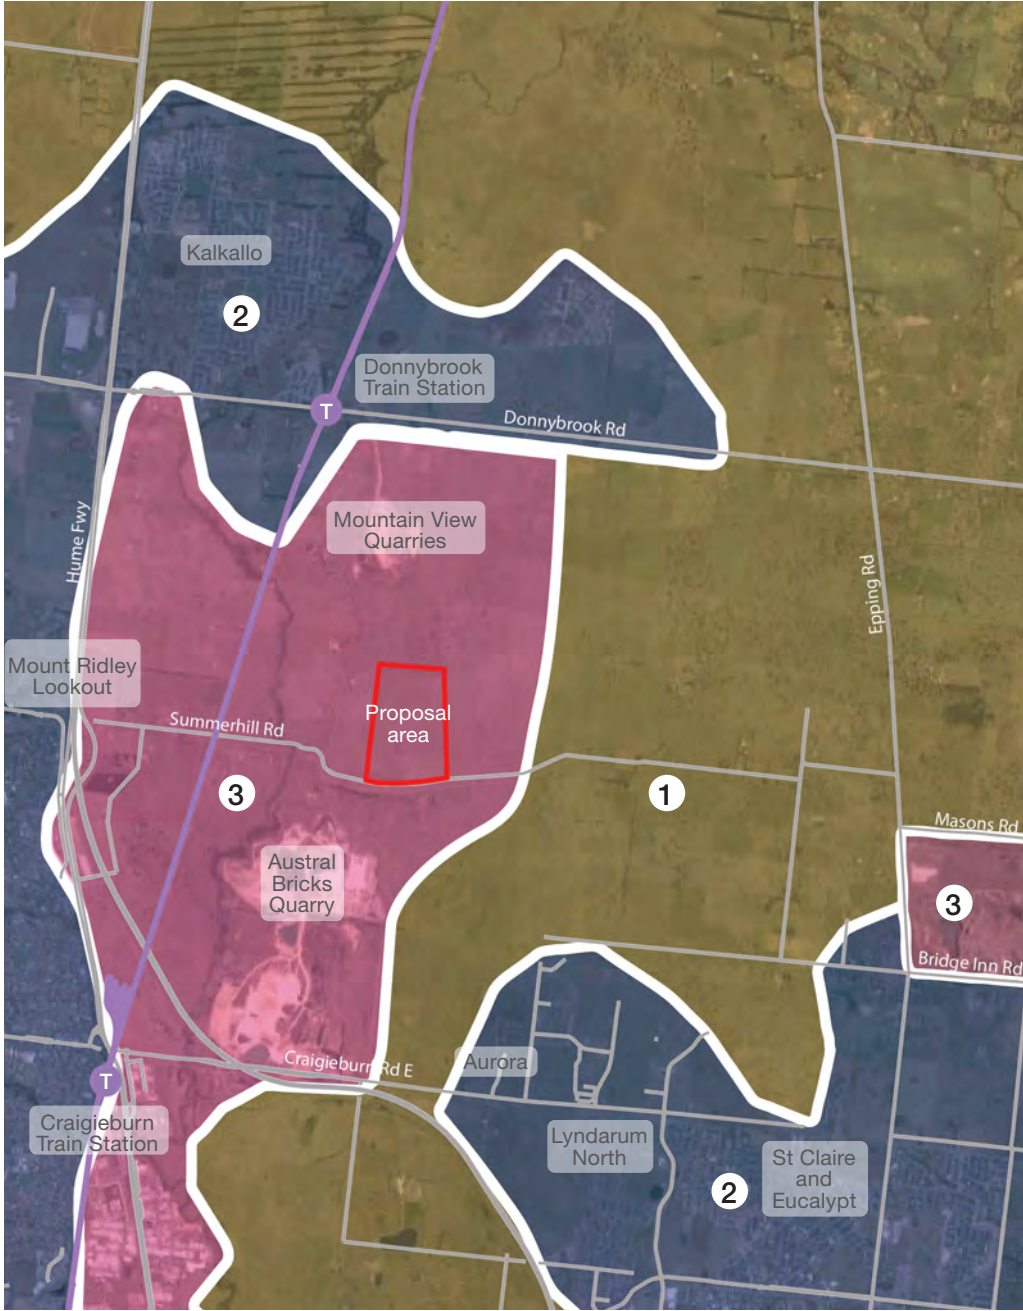 Kalkallo
2
Donnybrook
Train Station
T
Donnybrook Rd
Mountain View
Quarries
Hume Fwy
Epping Rd
Mount Ridley
Lookout
Summerhill Rd
Proposal
area
3
1
Masons Rd
Austral
Bricks
Quarry
3
Bridge Inn Rd
Craigieburn Rd E
Aurora
T
Craigieburn
Train Station
Lyndarum
North
St Claire
and
Eucalypt
2